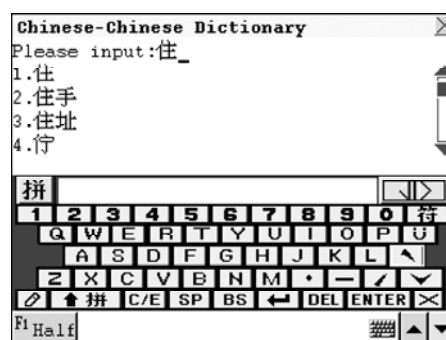 Chinese-Chinese Dictionary
Please input:住_
1.住
2.住手
3.住址
4.佇
拼
1 2 3 4 5 6 7 8 9 0 符
Q W E R T Y U I O P Ü
A S D F G H J K L
Z X C V B N M · —
拼 C/E SP BS DEL ENTER
F1 Half